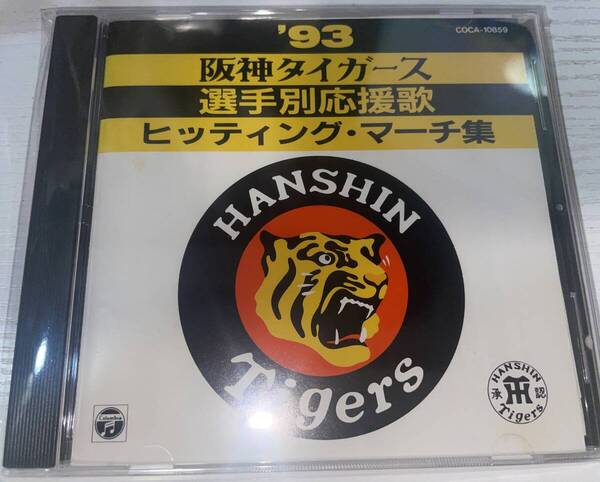 '93
COCA-10859
阪神タイガース
選手別応援歌
ヒッティング・マーチ集
HANSHIN
Tigers
Columbia
HANSHIN
承認
Tigers